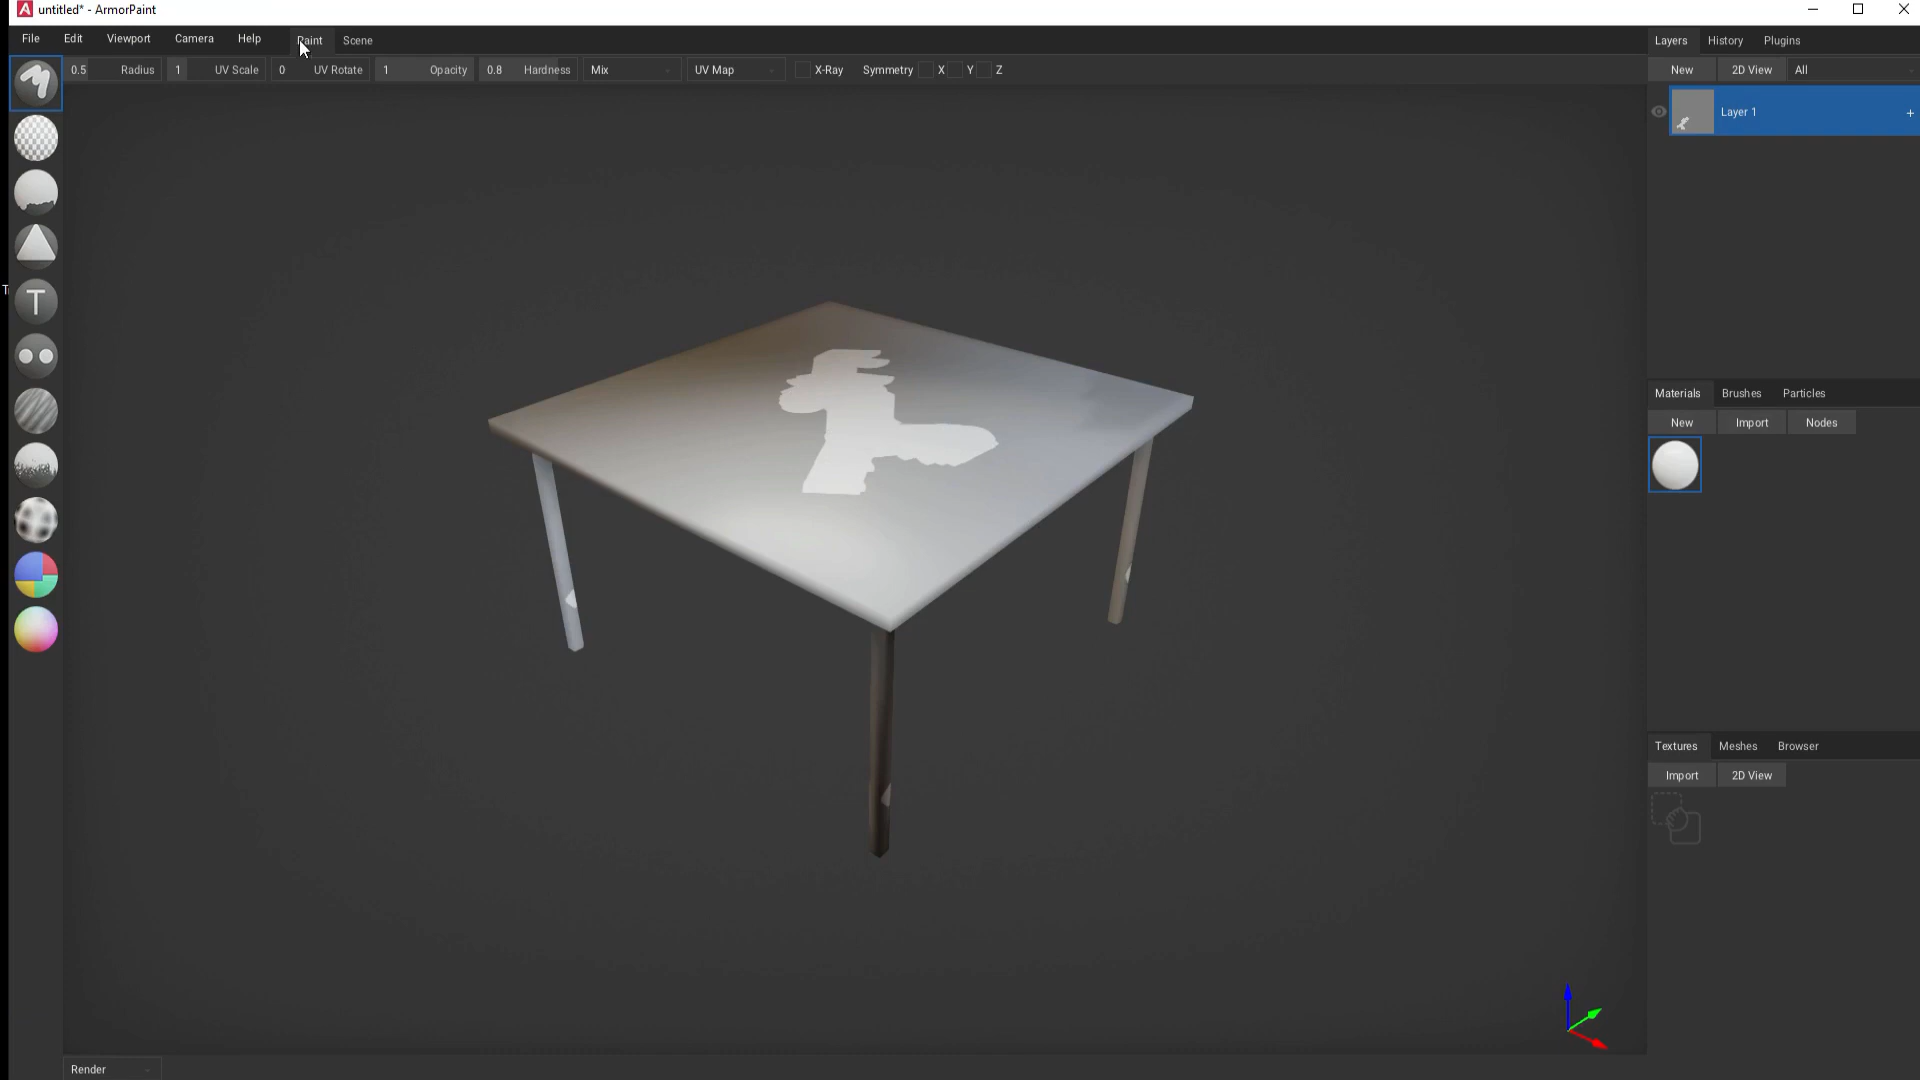 untitled* - ArmorPaint
File Edit Viewport Camera Help Paint Scene
Layers History Plugins
0.5 Radius 1 UV Scale 0 UV Rotate 1 Opacity 0.8 Hardness Mix UV Map X-Ray Symmetry X Y Z
New 2D View All
Layer 1 +
T
Materials Brushes Particles
New Import Nodes
Textures Meshes Browser
Import 2D View
Render